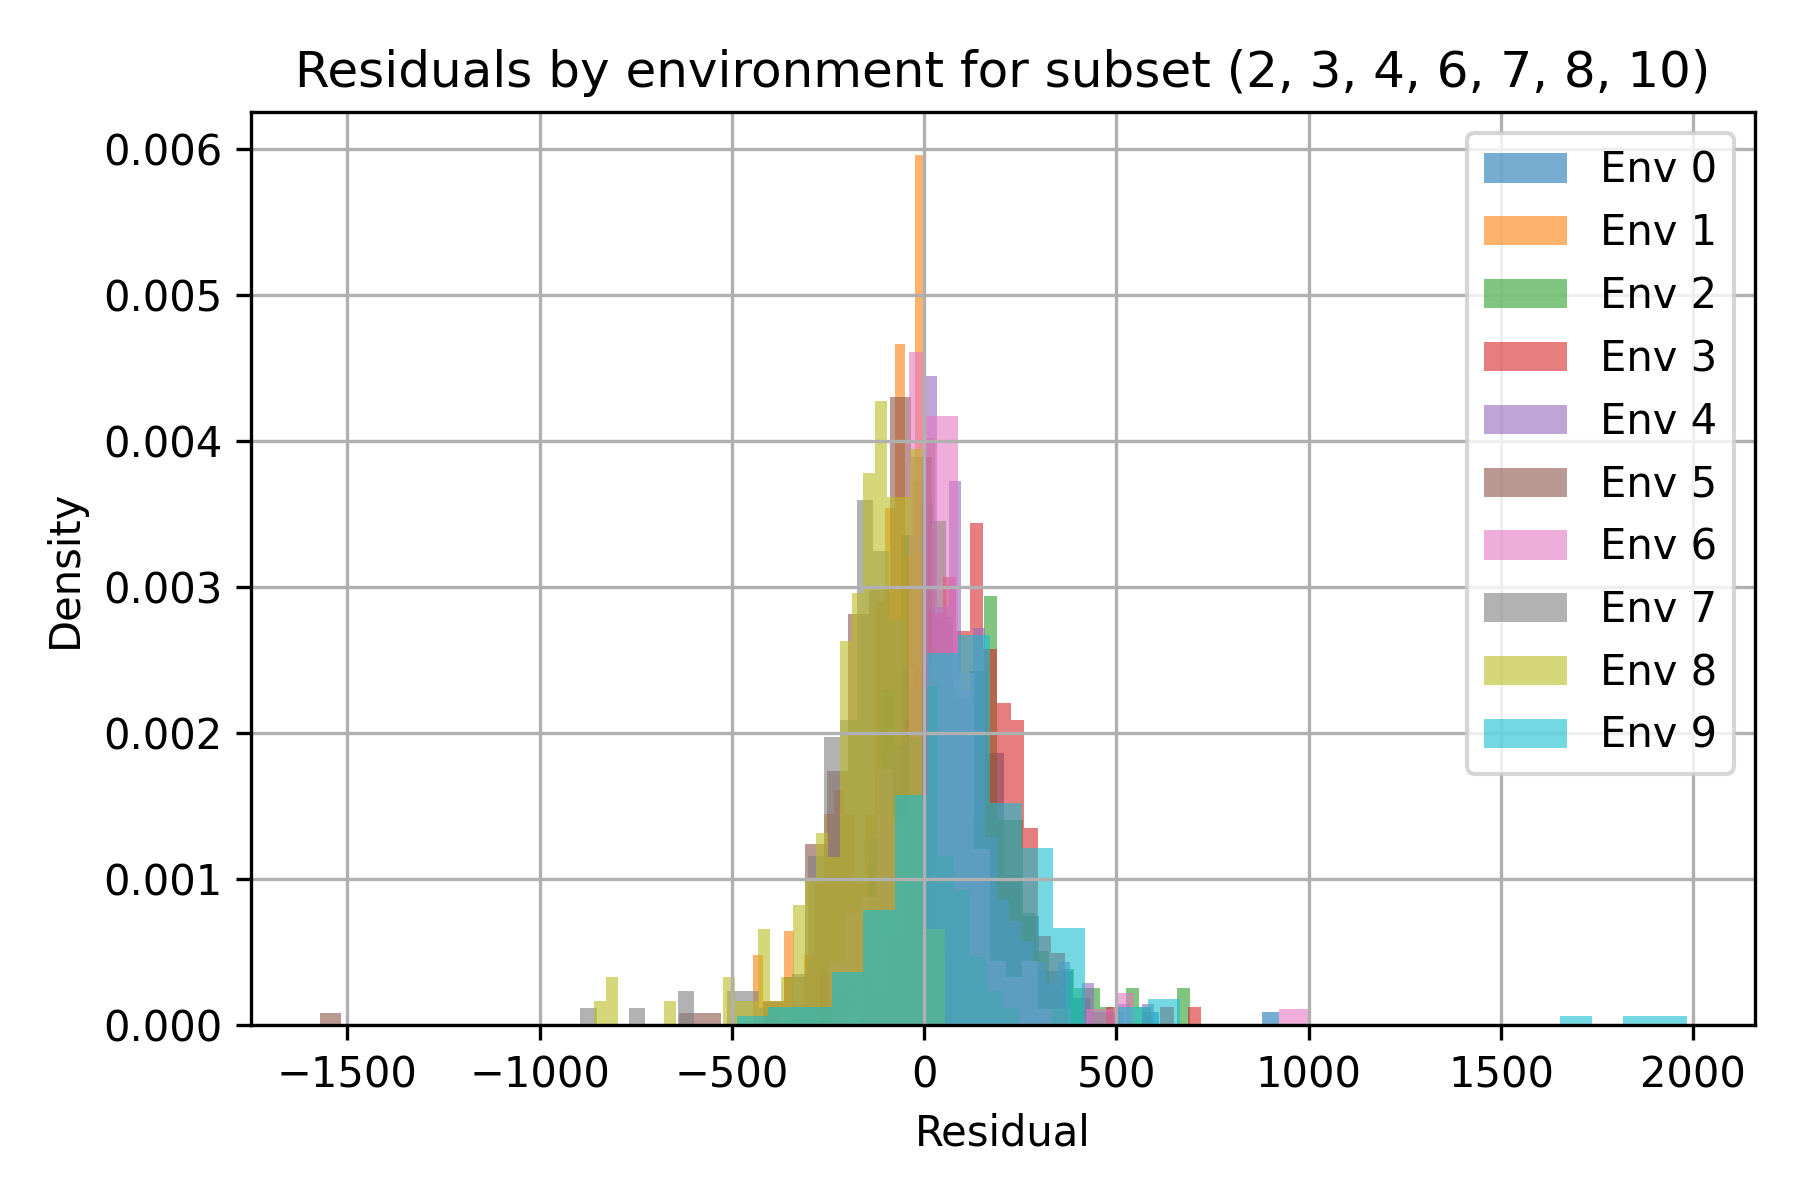 Residuals by environment for subset (2, 3, 4, 6, 7, 8, 10)
0.006
0.005
0.004
0.003
0.002
0.001
0.000
Density
Env 0
Env 1
Env 2
Env 3
Env 4
Env 5
Env 6
Env 7
Env 8
Env 9
−1500 −1000 −500 0 500 1000 1500 2000
Residual